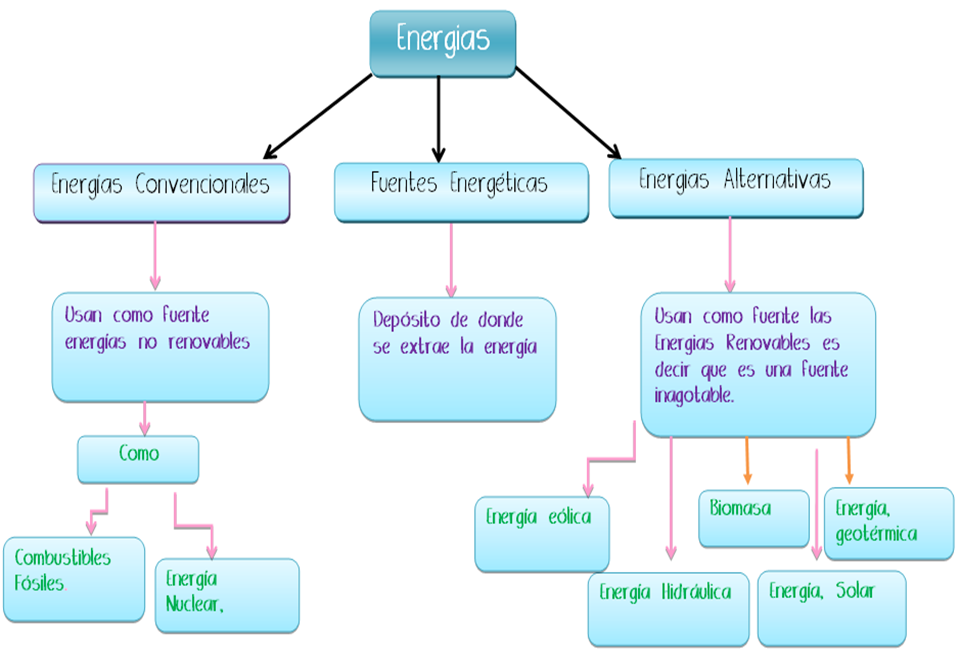 Energias
Energías Convencionales
Fuentes Energéticas
Energias Alternativas
Usan como fuente
energías no renovables
Depósito de donde
se extrae la energía
Usan como fuente las
Energias Renovables es
decir que es una fuente
inagotable.
Como
Combustibles
Fósiles.
Energía
Nuclear,
Energía eólica
Energía Hidráulica
Biomasa
Energía, Solar
Energía,
geotérmica